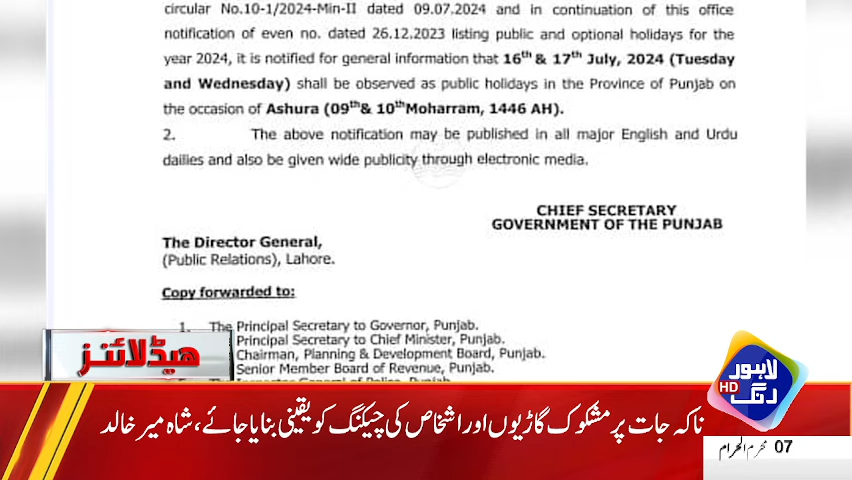 circular No.10-1/2024-Min-II dated 09.07.2024 and in continuation of this office
notification of even no. dated 26.12.2023 listing public and optional holidays for the
year 2024, it is notified for general information that 16th & 17th July, 2024 (Tuesday
and Wednesday) shall be observed as public holidays in the Province of Punjab on
the occasion of Ashura (09th& 10thMoharram, 1446 AH).
2. The above notification may be published in all major English and Urdu
dailies and also be given wide publicity through electronic media.
CHIEF SECRETARY
GOVERNMENT OF THE PUNJAB
The Director General,
(Public Relations), Lahore.
Copy forwarded to:
1. The Principal Secretary to Governor, Punjab.
Principal Secretary to Chief Minister, Punjab.
Chairman, Planning & Development Board, Punjab.
Senior Member Board of Revenue, Punjab.
ہیڈلائنز
لاہور
رنگ
HD
ناکہ جات پر مشکوک گاڑیوں اور اشخاص کی چیکنگ کو یقینی بنایا جائے، شاہ میر خالد
07 محرم الحرام